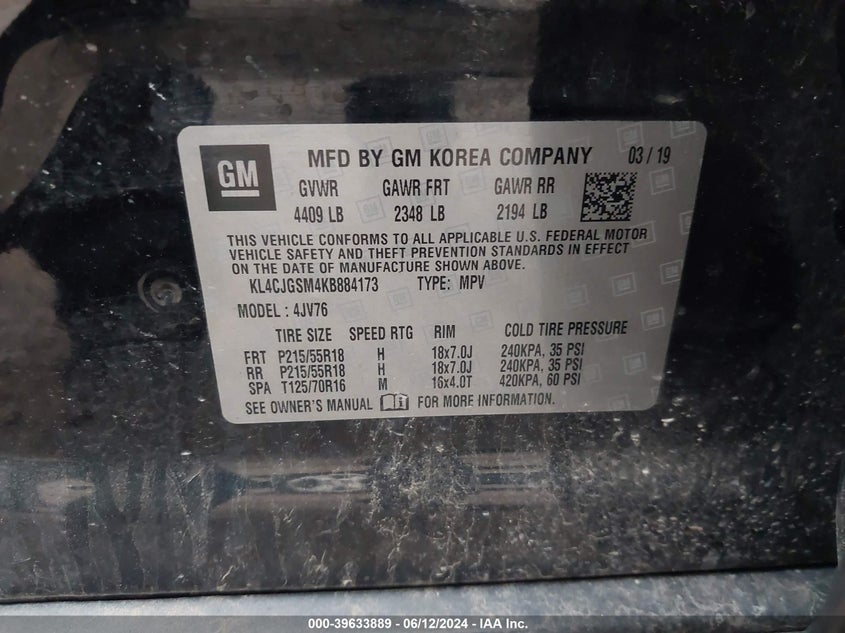 GM MFD BY GM KOREA COMPANY 03 / 19
GVWR GAWR FRT GAWR RR
4409 LB 2348 LB 2194 LB
THIS VEHICLE CONFORMS TO ALL APPLICABLE U.S. FEDERAL MOTOR
VEHICLE SAFETY AND THEFT PREVENTION STANDARDS IN EFFECT
ON THE DATE OF MANUFACTURE SHOWN ABOVE.
KL4CJGSM4KB884173 TYPE: MPV
MODEL : 4JV76
TIRE SIZE SPEED RTG RIM COLD TIRE PRESSURE
FRT P215/55R18 H 18x7.0J 240KPA, 35 PSI
RR P215/55R18 H 18x7.0J 240KPA, 35 PSI
SPA T125/70R16 M 16x4.0T 420KPA, 60 PSI
SEE OWNER'S MANUAL FOR MORE INFORMATION.
000-39633889 - 06/12/2024 - IAA Inc.